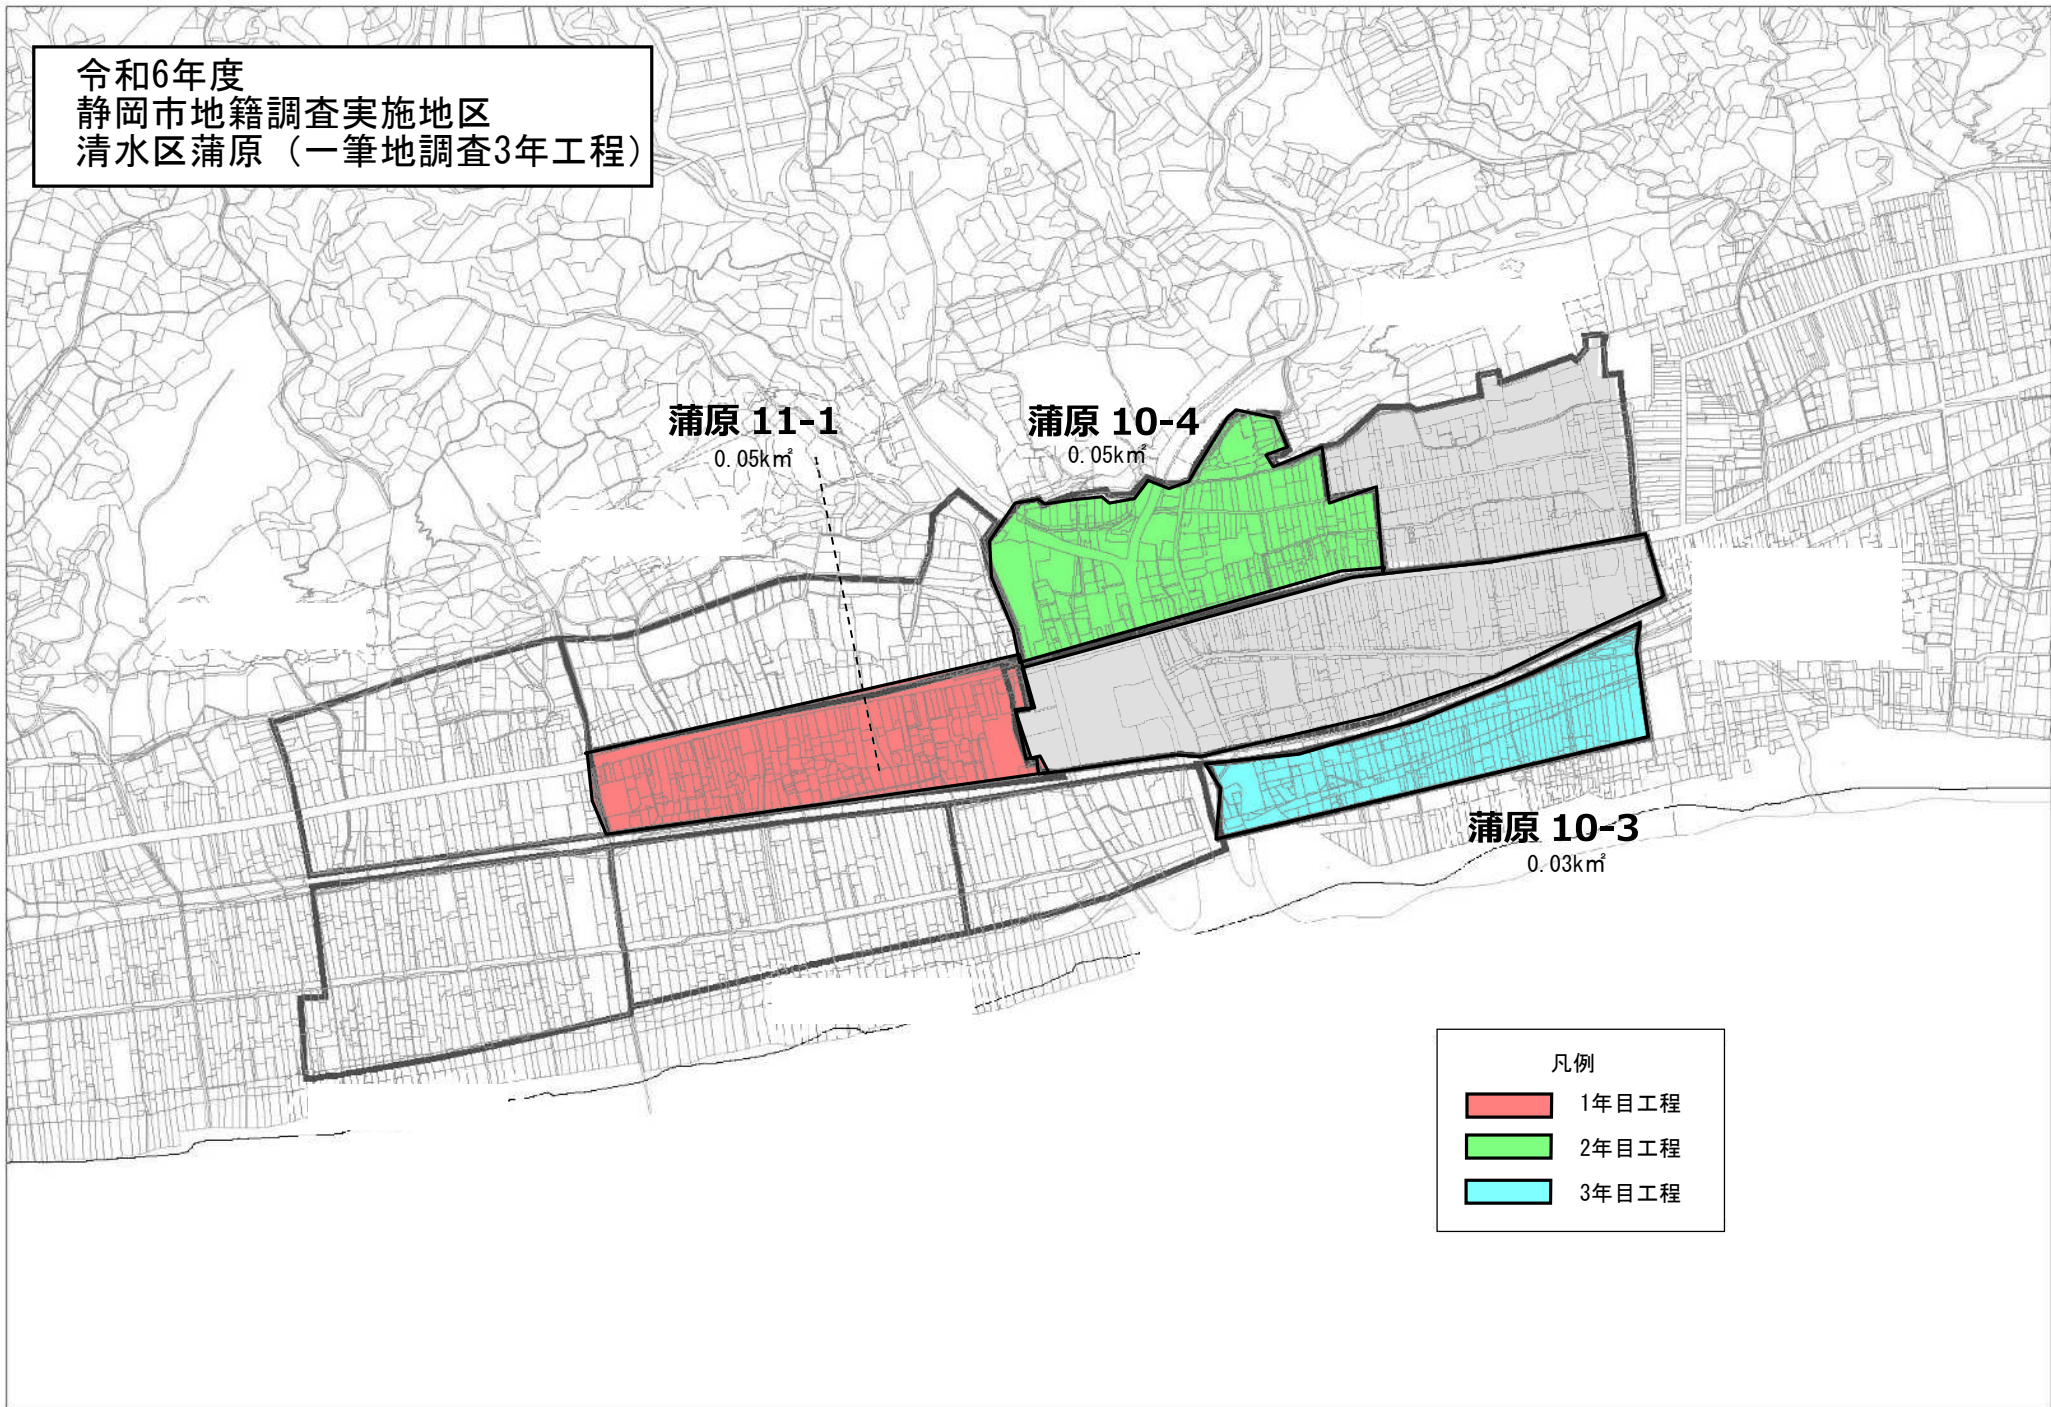 令和6年度
静岡市地籍調査実施地区
清水区蒲原（一筆地調査3年工程）
蒲原 11-1
0.05k㎡
蒲原 10-4
0.05k㎡
蒲原 10-3
0.03k㎡
凡例
1年目工程
2年目工程
3年目工程